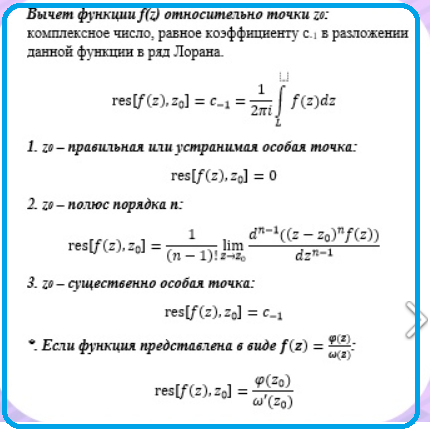 Вычет функции f(z) относительно точки z₀:
комплексное число, равное коэффициенту c₋₁ в разложении
данной функции в ряд Лорана.
res[f(z), z₀] = c₋₁ = 1/(2πi) ∫_L f(z)dz
1. z₀ – правильная или устранимая особая точка:
res[f(z), z₀] = 0
2. z₀ – полюс порядка n:
res[f(z), z₀] = 1/(n − 1)! lim_{z→z₀} d^{n−1}((z − z₀)ⁿf(z))/dz^{n−1}
3. z₀ – существенно особая точка:
res[f(z), z₀] = c₋₁
*. Если функция представлена в виде f(z) = φ(z)/ω(z):
res[f(z), z₀] = φ(z₀)/ω′(z₀)